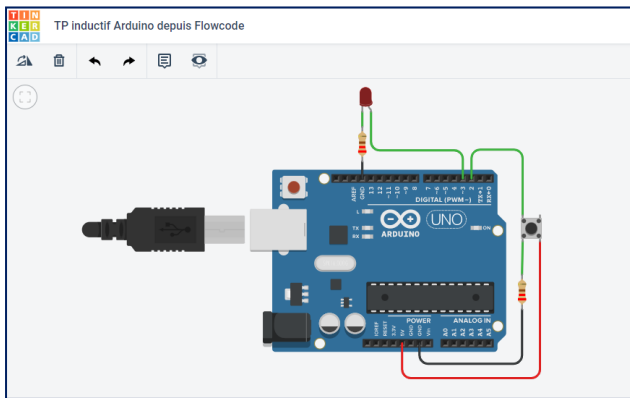 TIN
KER
CAD
TP inductif Arduino depuis Flowcode
AREF
GND
13
12
~11
~10
~9
8
7
~6
~5
4
~3
2
TX→1
RX←0
DIGITAL (PWM~)
L
TX
RX
UNO
ARDUINO
ON
POWER
ANALOG IN
IOREF
RESET
3.3V
5V
GND
GND
Vin
A0
A1
A2
A3
A4
A5